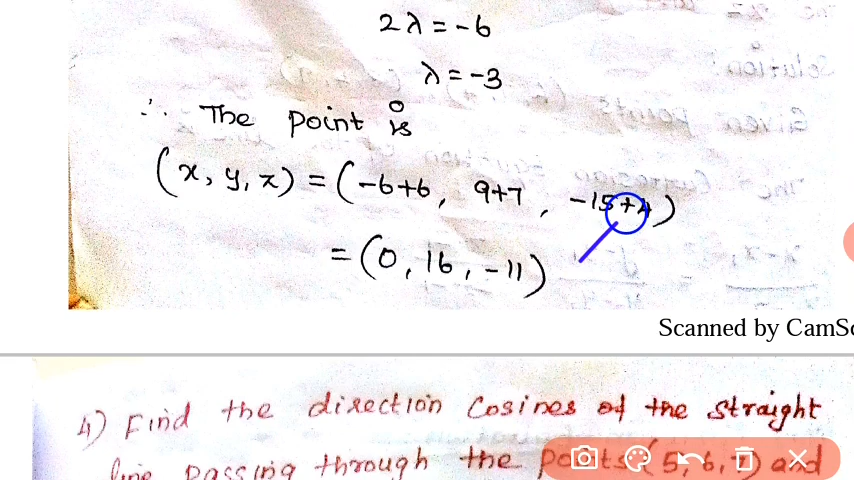 2λ = -6
λ = -3
∴ The point is
(x, y, z) = (-6+6, 9+7, -15+4)
= (0, 16, -11)
Scanned by CamSc
4) Find the direction Cosines of the straight
line passing through the points (5, 6, 7) and